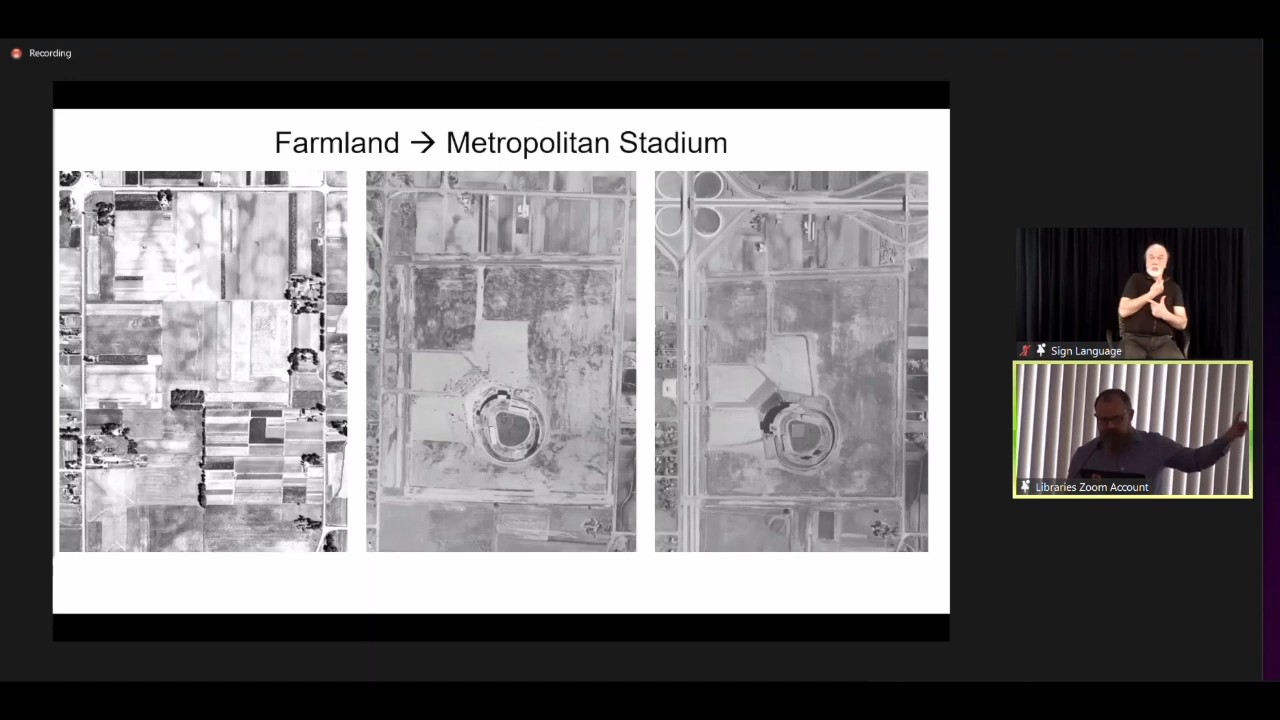 Recording
Farmland → Metropolitan Stadium
Sign Language
Libraries Zoom Account